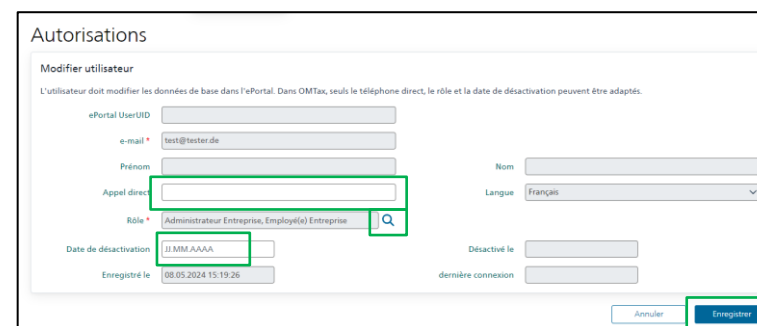 Autorisations
Modifier utilisateur
L'utilisateur doit modifier les données de base dans l'ePortal. Dans OMTax, seuls le téléphone direct, le rôle et la date de désactivation peuvent être adaptés.
ePortal UserUID
e-mail * test@tester.de
Prénom Nom
Appel direct Langue Français
Rôle * Administrateur Entreprise, Employé(e) Entreprise
Date de désactivation JJ.MM.AAAA Désactivé le
Enregistré le 08.05.2024 15:19:26 dernière connexion
Annuler Enregistrer